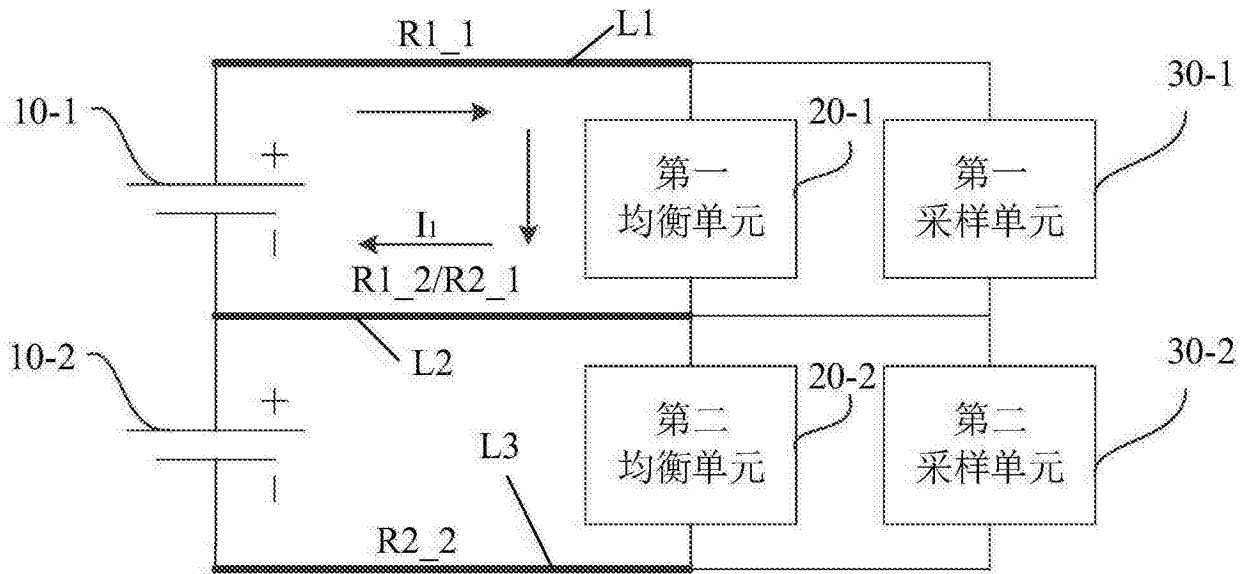 R1_1
L1
10-1
20-1
30-1
+
第一
均衡单元
第一
采样单元
I1
−
R1_2/R2_1
10-2
L2
20-2
30-2
+
第二
均衡单元
第二
采样单元
L3
−
R2_2